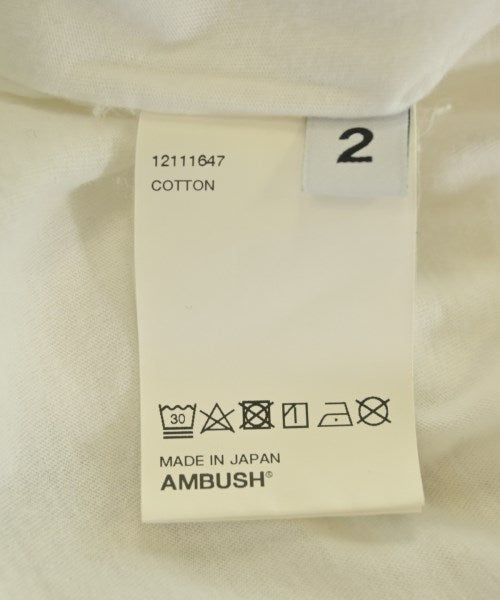 2
12111647
COTTON
30
MADE IN JAPAN
AMBUSH®